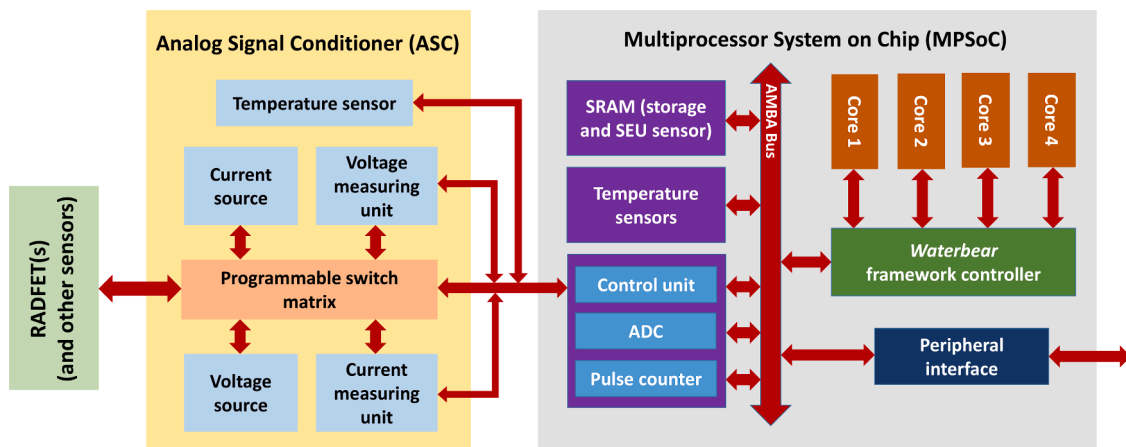 Analog Signal Conditioner (ASC)
Temperature sensor
Current
source
Voltage
measuring
unit
RADFET(s)
(and other sensors)
Programmable switch
matrix
Voltage
source
Current
measuring
unit
Multiprocessor System on Chip (MPSoC)
SRAM (storage
and SEU sensor)
Temperature
sensors
Control unit
ADC
Pulse counter
AMBA Bus
Core 1
Core 2
Core 3
Core 4
Waterbear
framework controller
Peripheral
interface